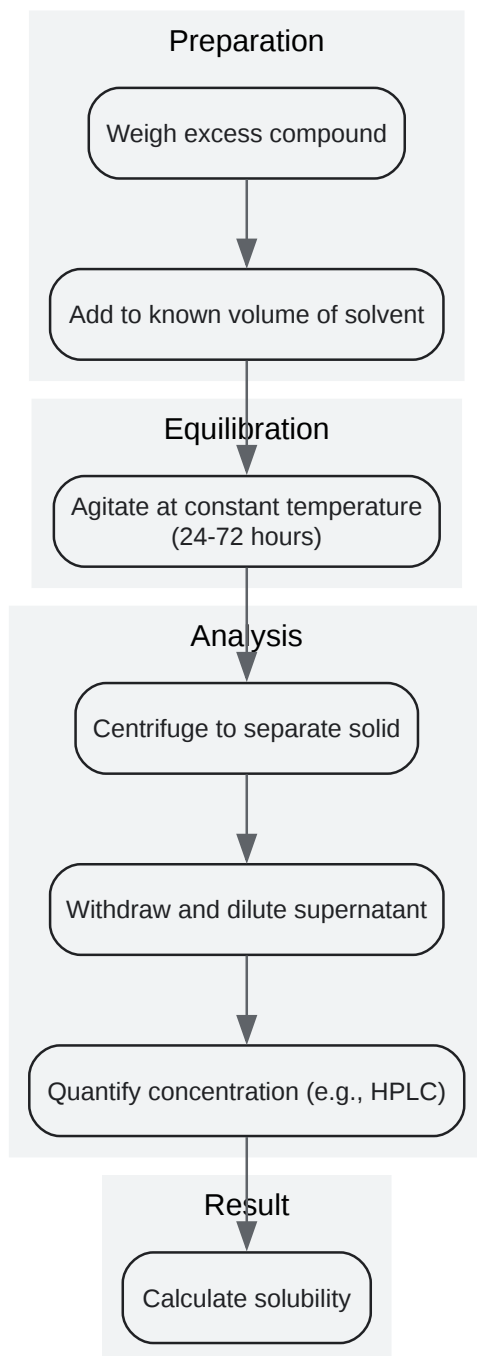 Preparation
Weigh excess compound
Add to known volume of solvent
Equilibration
Agitate at constant temperature
(24-72 hours)
Analysis
Centrifuge to separate solid
Withdraw and dilute supernatant
Quantify concentration (e.g., HPLC)
Result
Calculate solubility